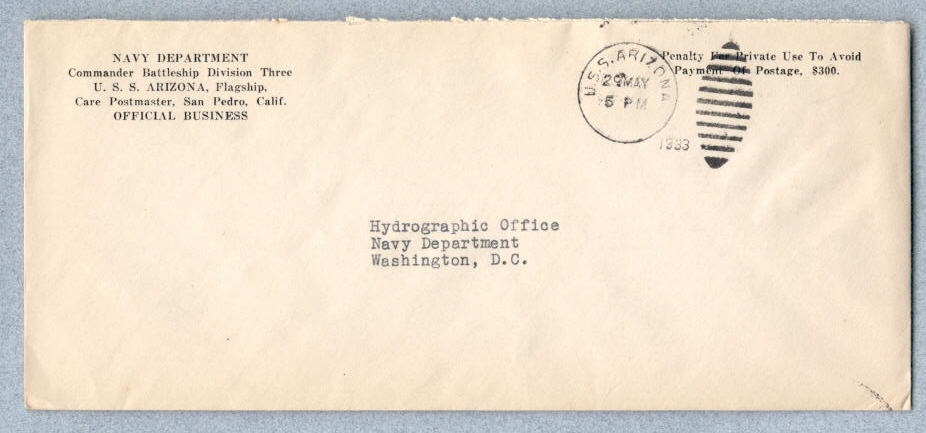 NAVY DEPARTMENT
Commander Battleship Division Three
U. S. S. ARIZONA, Flagship,
Care Postmaster, San Pedro, Calif.
OFFICIAL BUSINESS
Penalty For Private Use To Avoid
Payment Of Postage, $300.
U.S.S. ARIZONA
29 MAY
5 PM
1933
Hydrographic Office
Navy Department
Washington, D.C.